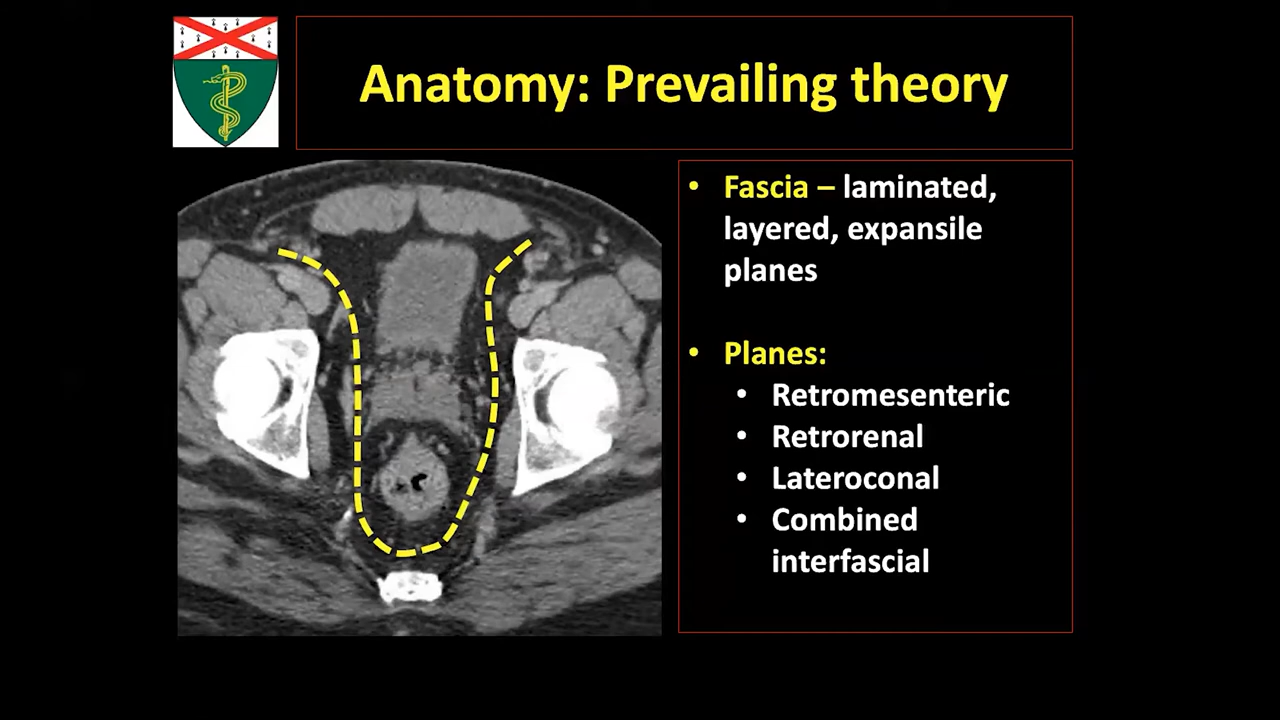 Anatomy: Prevailing theory
• Fascia – laminated,
layered, expansile
planes
• Planes:
• Retromesenteric
• Retrorenal
• Lateroconal
• Combined
interfascial